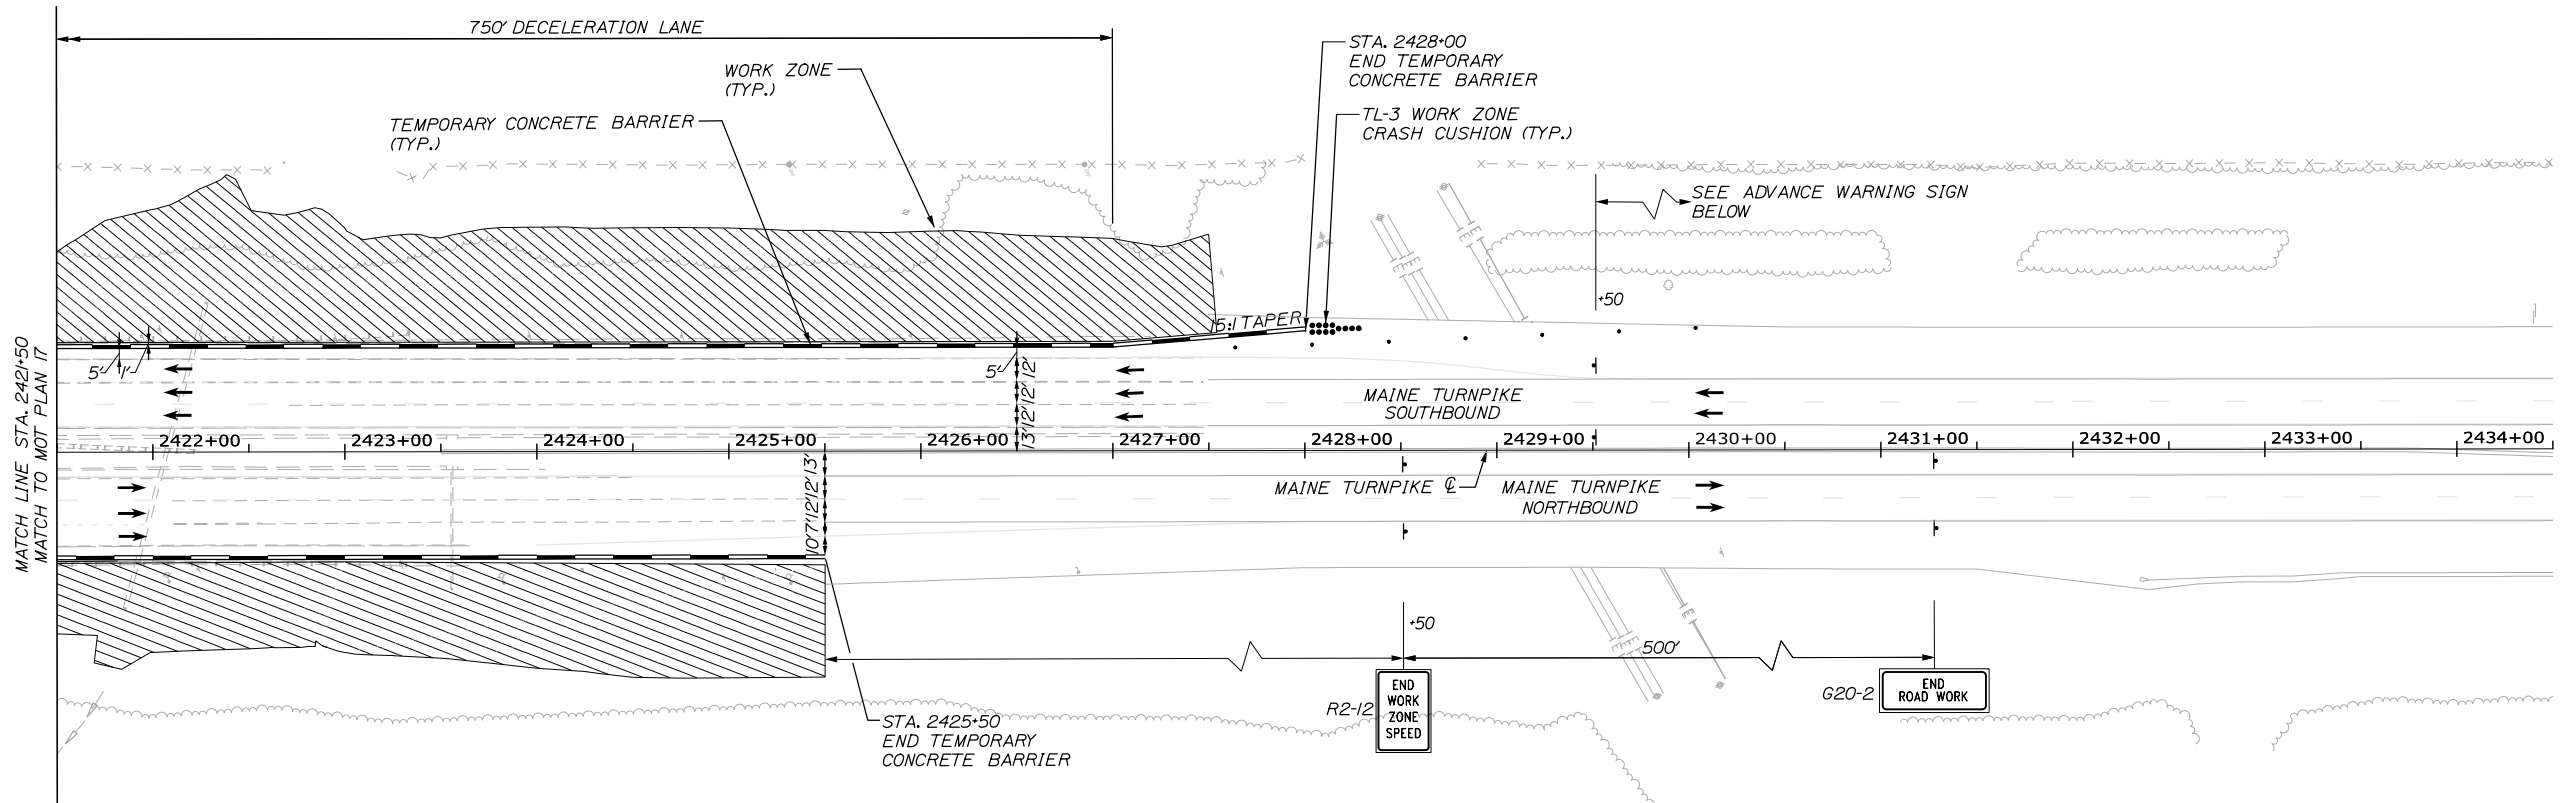 750' DECELERATION LANE
STA. 2428+00
END TEMPORARY
CONCRETE BARRIER
WORK ZONE
(TYP.)
TL-3 WORK ZONE
CRASH CUSHION (TYP.)
TEMPORARY CONCRETE BARRIER
(TYP.)
SEE ADVANCE WARNING SIGN
BELOW
+50
5:1 TAPER
MATCH LINE STA. 2421+50
MATCH TO MOT PLAN 17
5'
1'
5'
13'12'12'12'
MAINE TURNPIKE
SOUTHBOUND
2422+00 2423+00 2424+00 2425+00 2426+00 2427+00 2428+00 2429+00 2430+00 2431+00 2432+00 2433+00 2434+00
10'7'12'12'13'
MAINE TURNPIKE ℄
MAINE TURNPIKE
NORTHBOUND
+50
500'
R2-12
END
WORK
ZONE
SPEED
G20-2
END
ROAD WORK
STA. 2425+50
END TEMPORARY
CONCRETE BARRIER